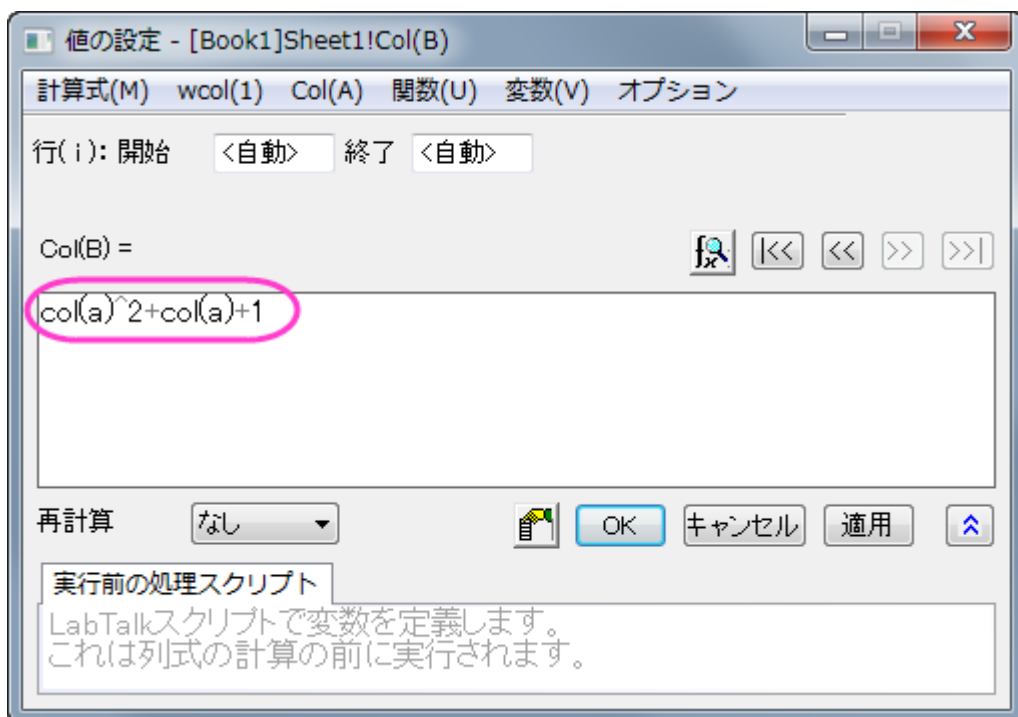 値の設定 - [Book1]Sheet1!Col(B)
計算式(M) wcol(1) Col(A) 関数(U) 変数(V) オプション
行(i): 開始 <自動> 終了 <自動>
Col(B) =
|<< << >> >>|
col(a)^2+col(a)+1
再計算 なし OK キャンセル 適用
実行前の処理スクリプト
LabTalkスクリプトで変数を定義します。
これは列式の計算の前に実行されます。